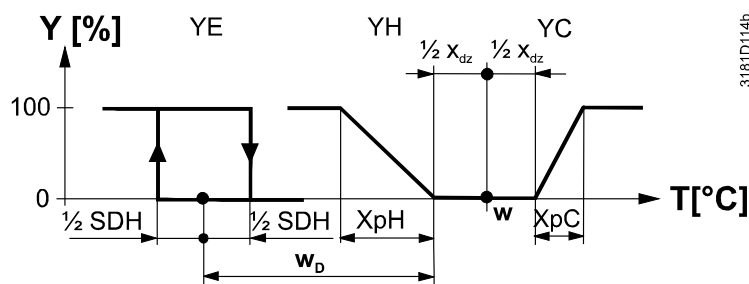 Y [%] YE YH YC
½ x_dz ½ x_dz
100
0
T[°C]
w
½ SDH ½ SDH XpH XpC
w_D
3181D114b